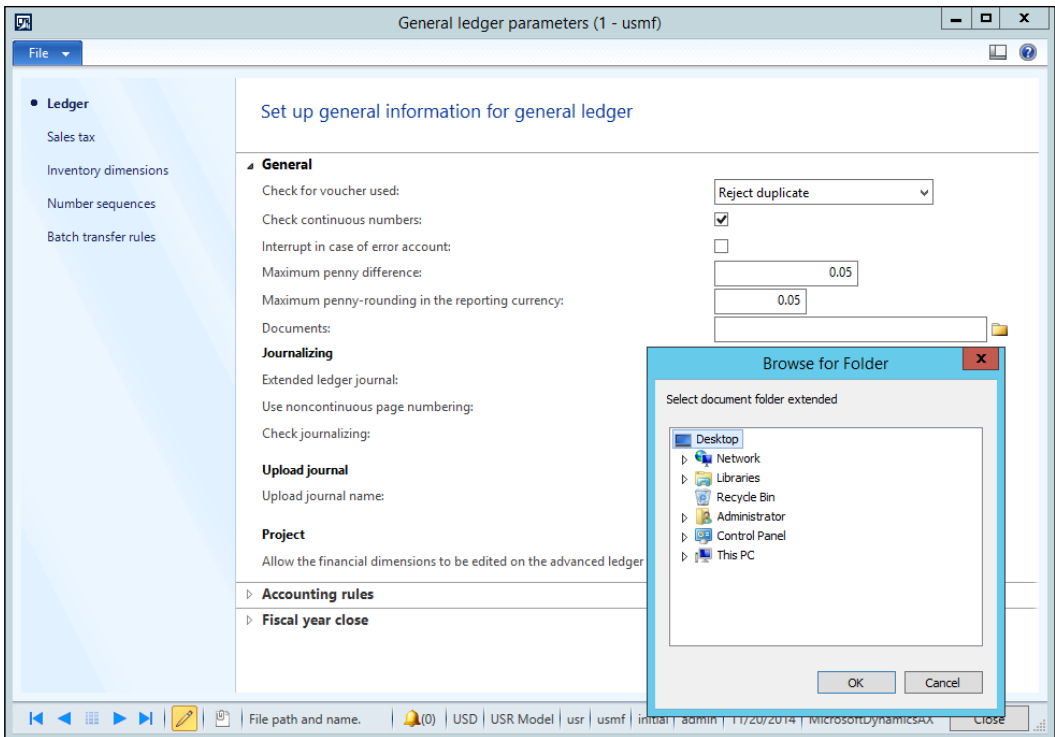 General ledger parameters (1 - usmf)
File
Ledger
Sales tax
Inventory dimensions
Number sequences
Batch transfer rules
Set up general information for general ledger
General
Check for voucher used: Reject duplicate
Check continuous numbers:
Interrupt in case of error account:
Maximum penny difference: 0.05
Maximum penny-rounding in the reporting currency: 0.05
Documents:
Journalizing
Extended ledger journal:
Use noncontinuous page numbering:
Check journalizing:
Upload journal
Upload journal name:
Project
Allow the financial dimensions to be edited on the advanced ledger
Accounting rules
Fiscal year close
Browse for Folder
Select document folder extended
Desktop
Network
Libraries
Recycle Bin
Administrator
Control Panel
This PC
OK Cancel
File path and name. (0) USD USR Model usr usmf initial admin 11/20/2014 MicrosoftDynamicsAX Close